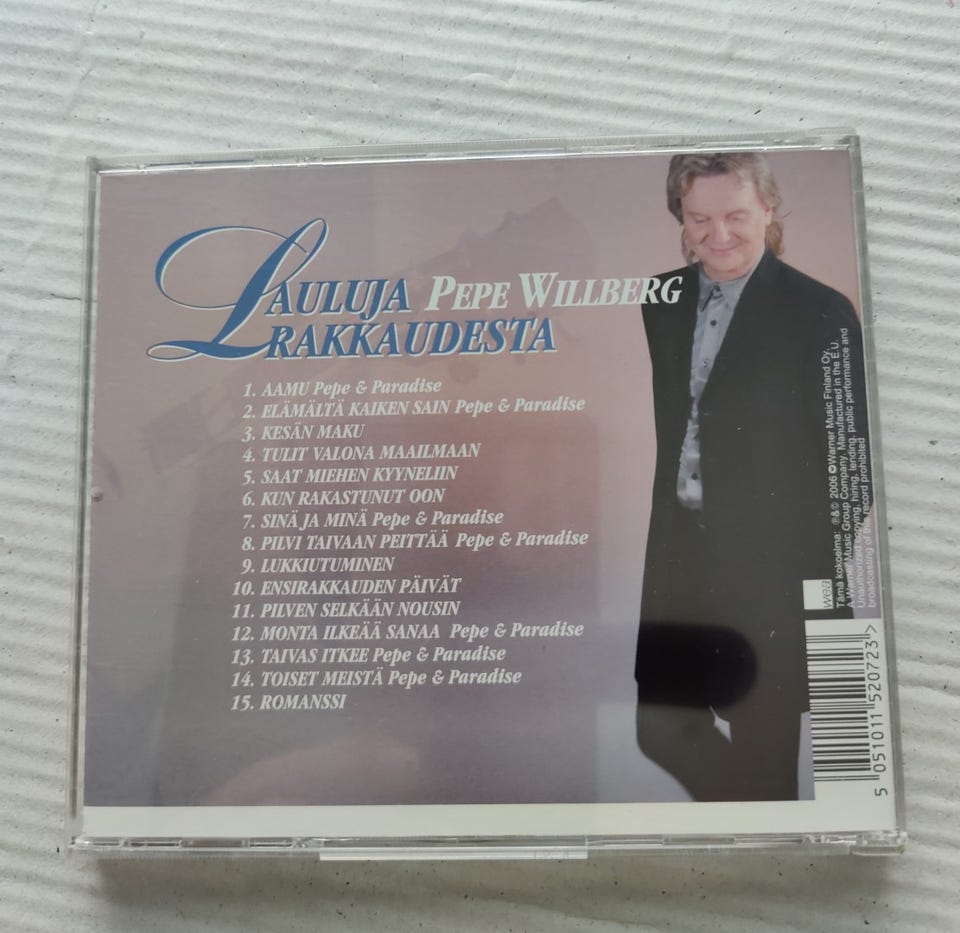 LAULUJA PEPE WILLBERG
RAKKAUDESTA
1. AAMU Pepe & Paradise
2. ELÄMÄLTÄ KAIKEN SAIN Pepe & Paradise
3. KESÄN MAKU
4. TULIT VALONA MAAILMAAN
5. SAAT MIEHEN KYYNELIIN
6. KUN RAKASTUNUT OON
7. SINÄ JA MINÄ Pepe & Paradise
8. PILVI TAIVAAN PEITTÄÄ Pepe & Paradise
9. LUKKIUTUMINEN
10. ENSIRAKKAUDEN PÄIVÄT
11. PILVEN SELKÄÄN NOUSIN
12. MONTA ILKEÄÄ SANAA Pepe & Paradise
13. TAIVAS ITKEE Pepe & Paradise
14. TOISET MEISTÄ Pepe & Paradise
15. ROMANSSI
wea
Tämä kokoelma: ℗&© 2006 Warner Music Finland Oy,
A Warner Music Group Company. Manufactured in the E.U.
Unauthorized copying, hiring, lending, public performance and
broadcasting of this record prohibited
5 051011 520723 >